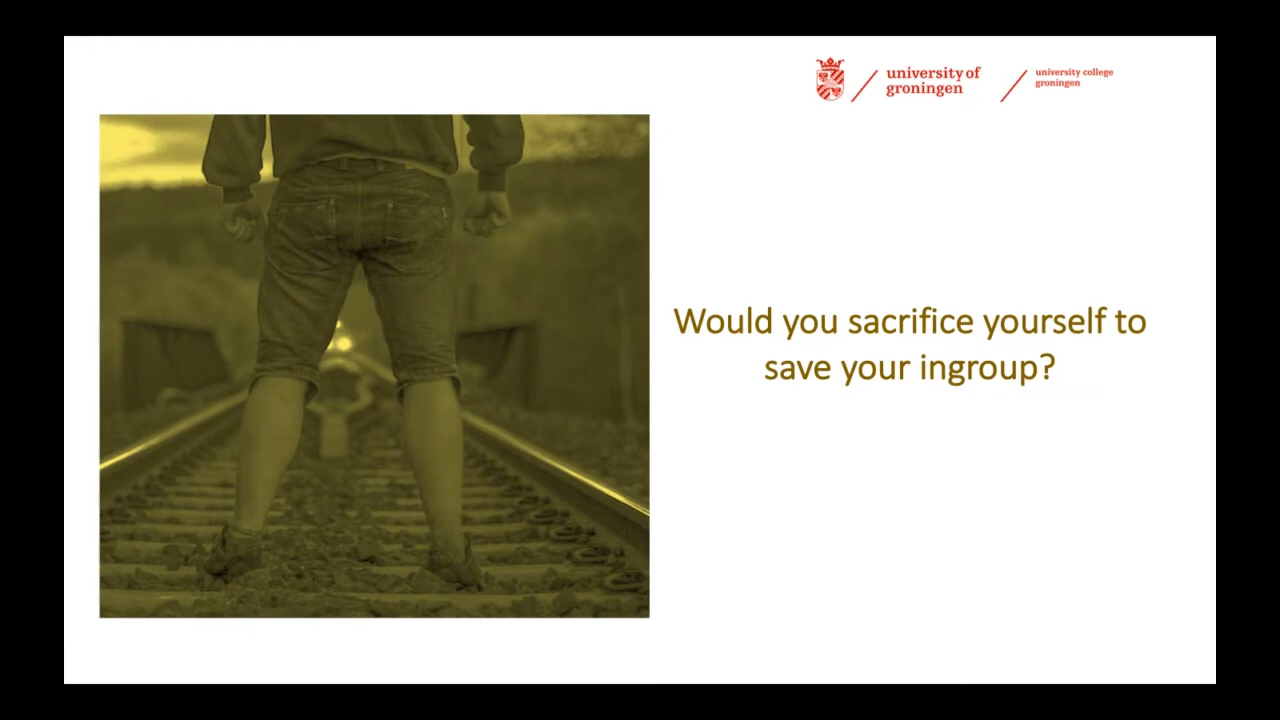 university of
groningen
university college
groningen
Would you sacrifice yourself to
save your ingroup?